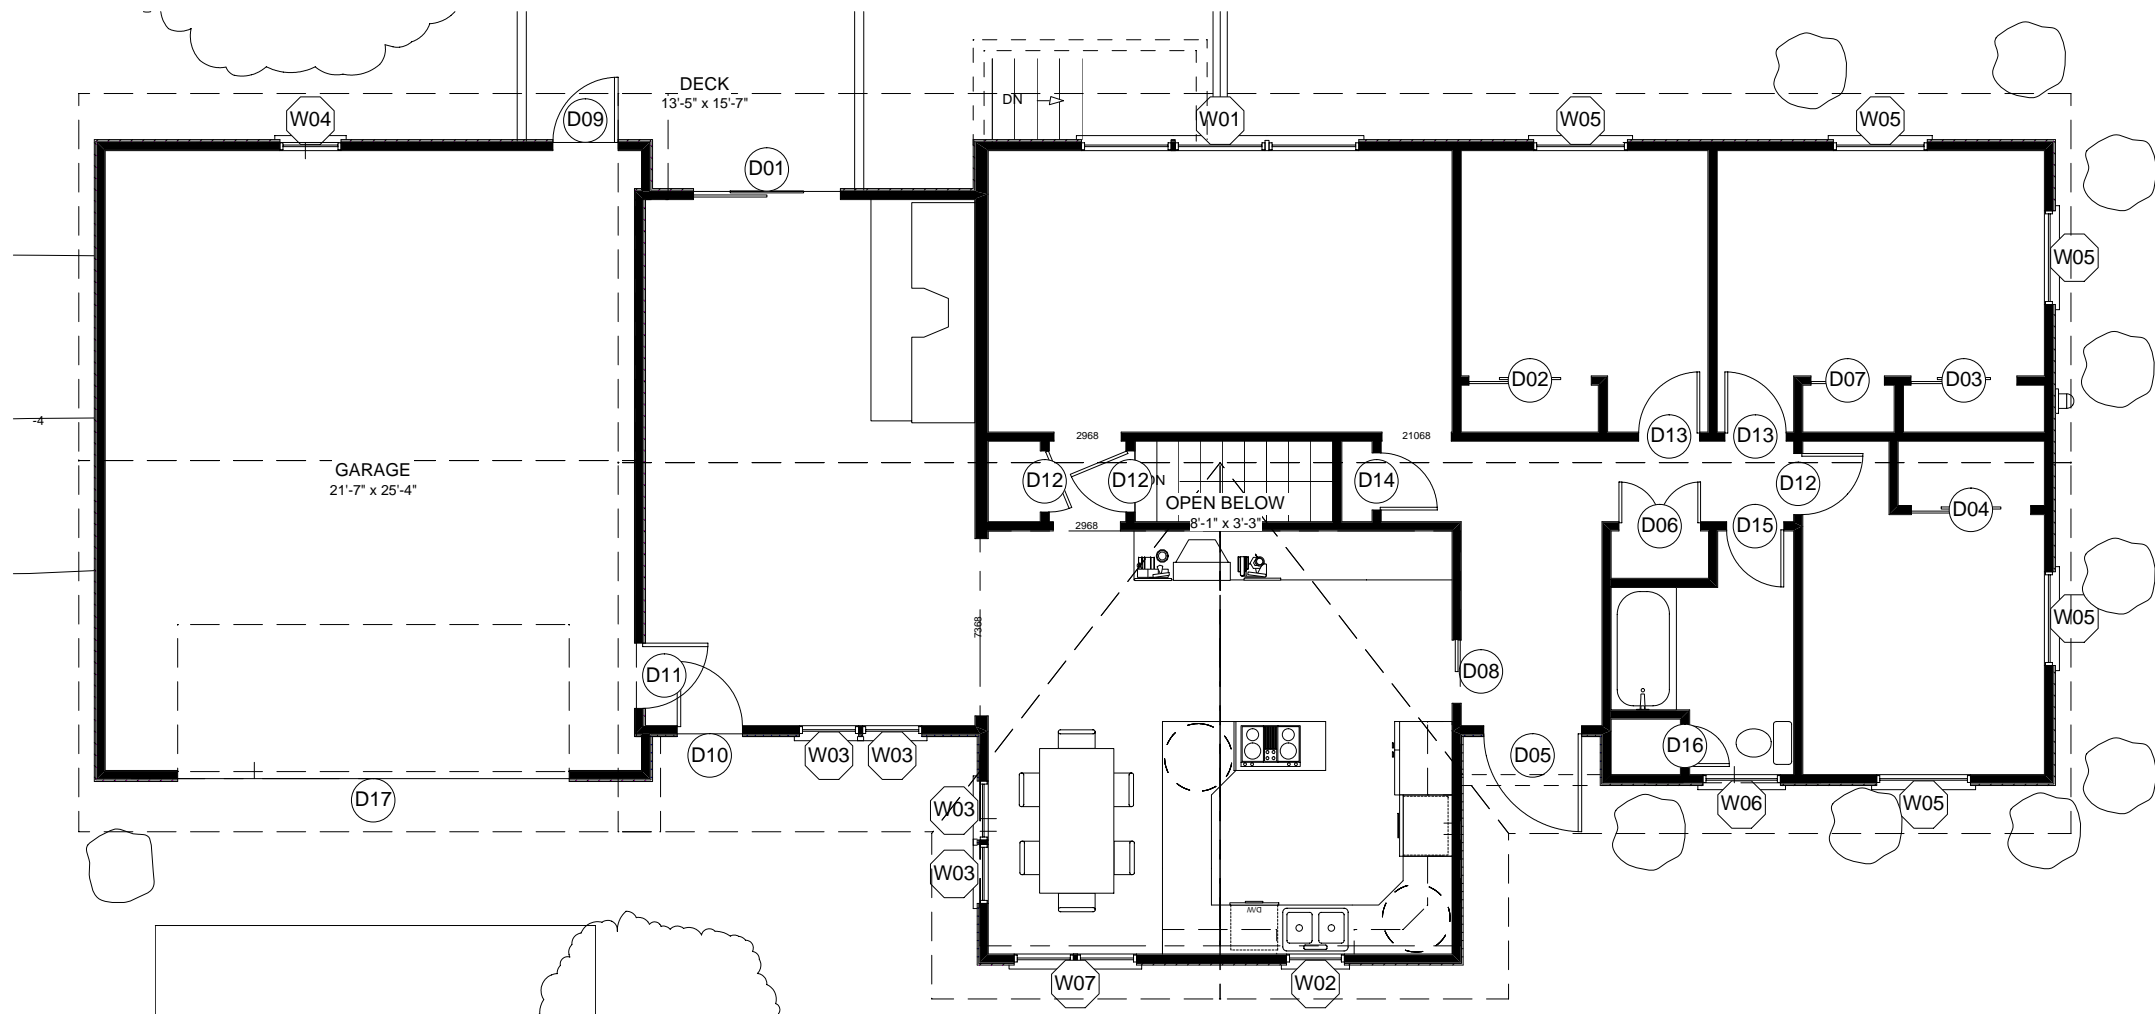 DECK
13'-5" x 15'-7"
DN
W04
D09
W01
W05
W05
D01
W05
D02
D07
D03
-4
2968
21068
D13
D13
GARAGE
21'-7" x 25'-4"
D12
D12
DN
D14
D12
OPEN BELOW
8'-1" x 3'-3"
2968
D06
D15
D04
7368
W05
D11
D08
D10
W03
W03
D05
D16
D17
W03
W06
W05
W03
D/W
W07
W02